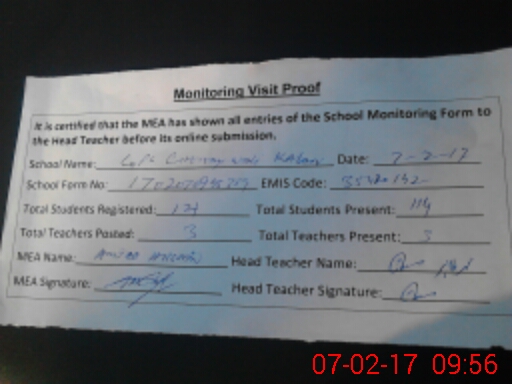 Monitoring Visit Proof
It is certified that the MEA has shown all entries of the School Monitoring Form to
the Head Teacher before its online submission.
School Name: Kalan Date: 7-2-17
School Form No: EMIS Code:
Total Students Registered: 121 Total Students Present: 114
Total Teachers Posted: 3 Total Teachers Present: 3
MEA Name: Head Teacher Name:
MEA Signature: Head Teacher Signature:
07-02-17 09:56